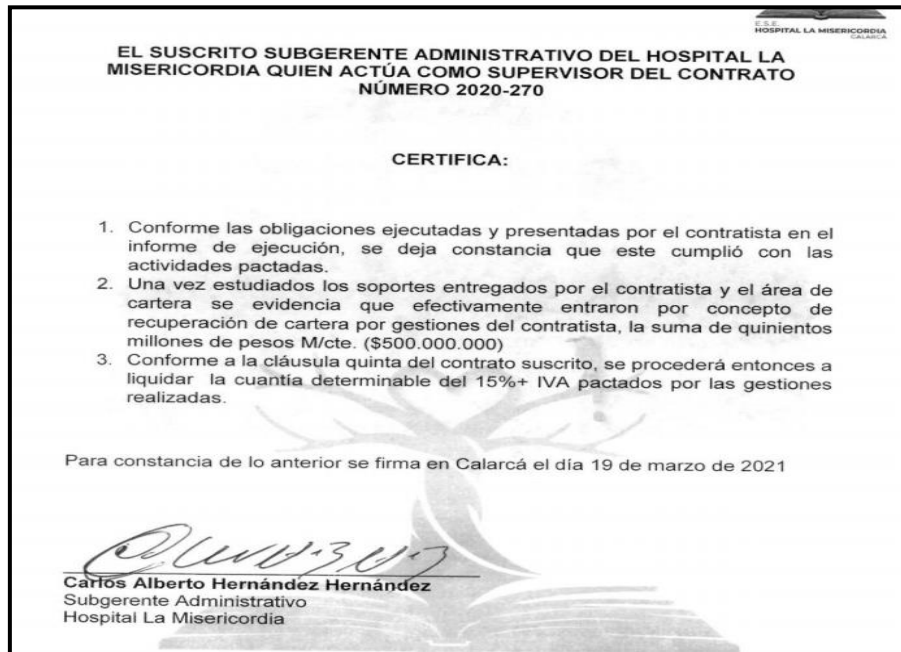 E.S.E.
HOSPITAL LA MISERICORDIA
CALARCÁ
EL SUSCRITO SUBGERENTE ADMINISTRATIVO DEL HOSPITAL LA
MISERICORDIA QUIEN ACTÚA COMO SUPERVISOR DEL CONTRATO
NÚMERO 2020-270
CERTIFICA:
1. Conforme las obligaciones ejecutadas y presentadas por el contratista en el
informe de ejecución, se deja constancia que este cumplió con las
actividades pactadas.
2. Una vez estudiados los soportes entregados por el contratista y el área de
cartera se evidencia que efectivamente entraron por concepto de
recuperación de cartera por gestiones del contratista, la suma de quinientos
millones de pesos M/cte. ($500.000.000)
3. Conforme a la cláusula quinta del contrato suscrito, se procederá entonces a
liquidar la cuantía determinable del 15%+ IVA pactados por las gestiones
realizadas.
Para constancia de lo anterior se firma en Calarcá el día 19 de marzo de 2021
Carlos Alberto Hernández Hernández
Subgerente Administrativo
Hospital La Misericordia